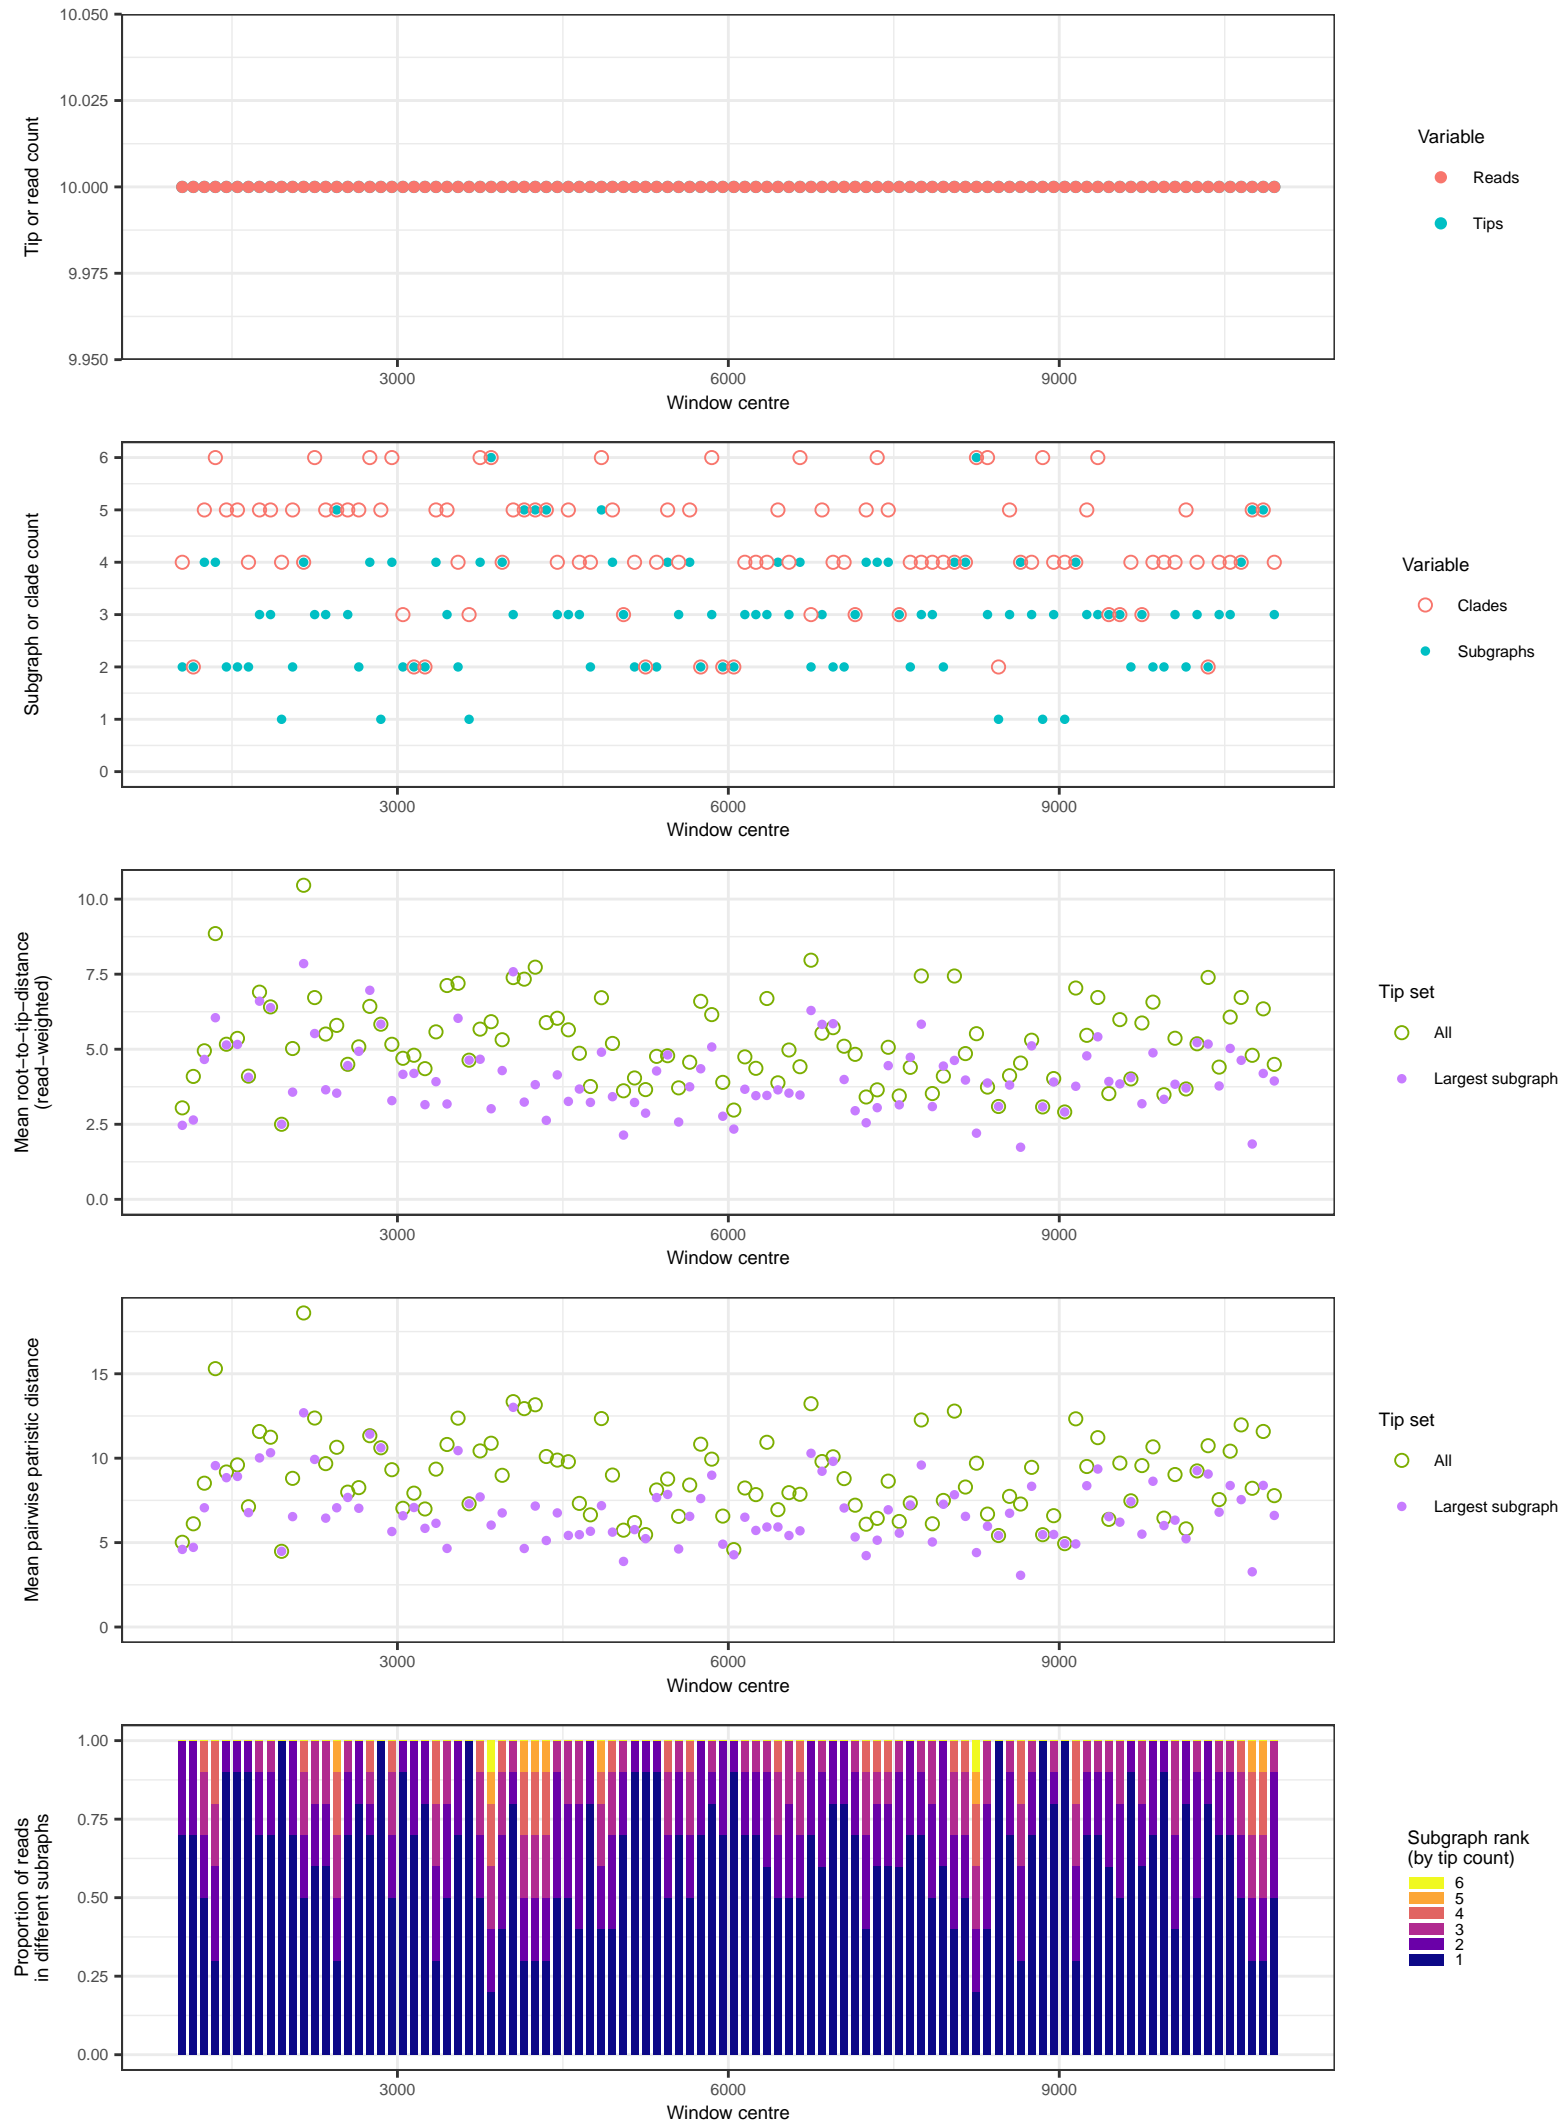 10.050
10.025
10.000
9.975
9.950
Tip or read count
3000 6000 9000
Window centre
Variable
Reads
Tips
6
5
4
3
2
1
0
Subgraph or clade count
3000 6000 9000
Window centre
Variable
Clades
Subgraphs
10.0
7.5
5.0
2.5
0.0
Mean root−to−tip−distance
(read−weighted)
3000 6000 9000
Window centre
Tip set
All
Largest subgraph
15
10
5
0
Mean pairwise patristic distance
3000 6000 9000
Window centre
Tip set
All
Largest subgraph
1.00
0.75
0.50
0.25
0.00
Proportion of reads
in different subraphs
3000 6000 9000
Window centre
Subgraph rank
(by tip count)
6
5
4
3
2
1